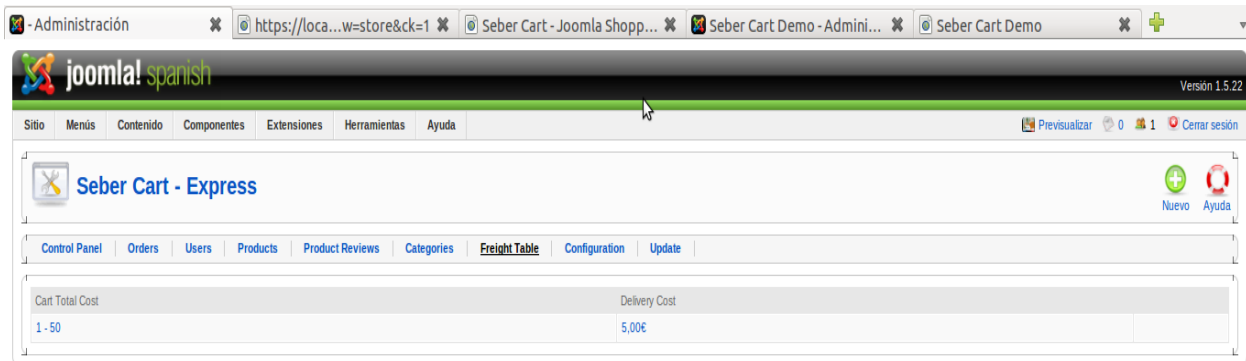 - Administración https://loca...w=store&ck=1 Seber Cart - Joomla Shopp... Seber Cart Demo - Admini... Seber Cart Demo
joomla! spanish
Versión 1.5.22
Sitio Menús Contenido Componentes Extensiones Herramientas Ayuda Previsualizar 0 1 Cerrar sesión
Seber Cart - Express
Nuevo Ayuda
Control Panel Orders Users Products Product Reviews Categories Freight Table Configuration Update
Cart Total Cost Delivery Cost
1 - 50 5,00€